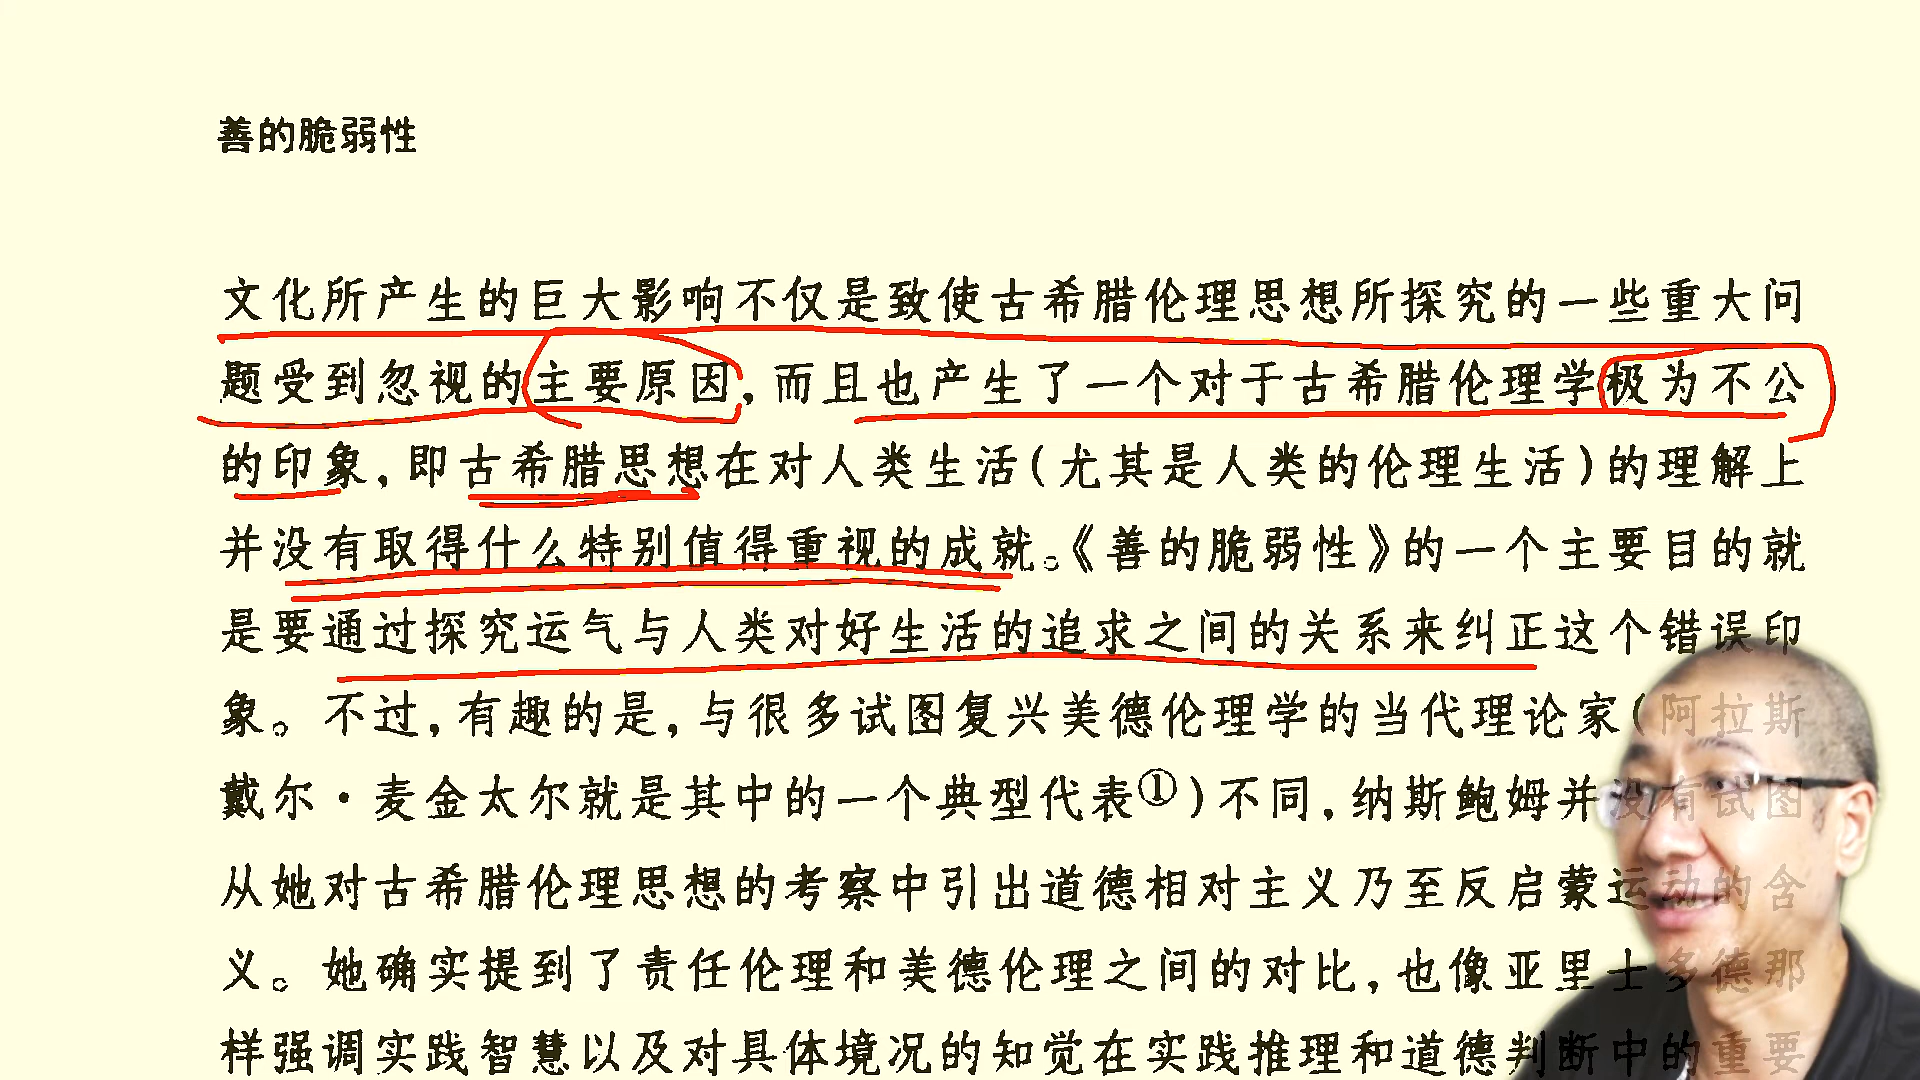 善的脆弱性
文化所产生的巨大影响不仅是致使古希腊伦理思想所探究的一些重大问
题受到忽视的主要原因,而且也产生了一个对于古希腊伦理学极为不公
的印象,即古希腊思想在对人类生活(尤其是人类的伦理生活)的理解上
并没有取得什么特别值得重视的成就。《善的脆弱性》的一个主要目的就
是要通过探究运气与人类对好生活的追求之间的关系来纠正这个错误印
象。不过,有趣的是,与很多试图复兴美德伦理学的当代理论家(阿拉斯
戴尔·麦金太尔就是其中的一个典型代表①)不同,纳斯鲍姆并没有试图
从她对古希腊伦理思想的考察中引出道德相对主义乃至反启蒙运动的含
义。她确实提到了责任伦理和美德伦理之间的对比,也像亚里士多德那
样强调实践智慧以及对具体境况的知觉在实践推理和道德判断中的重要